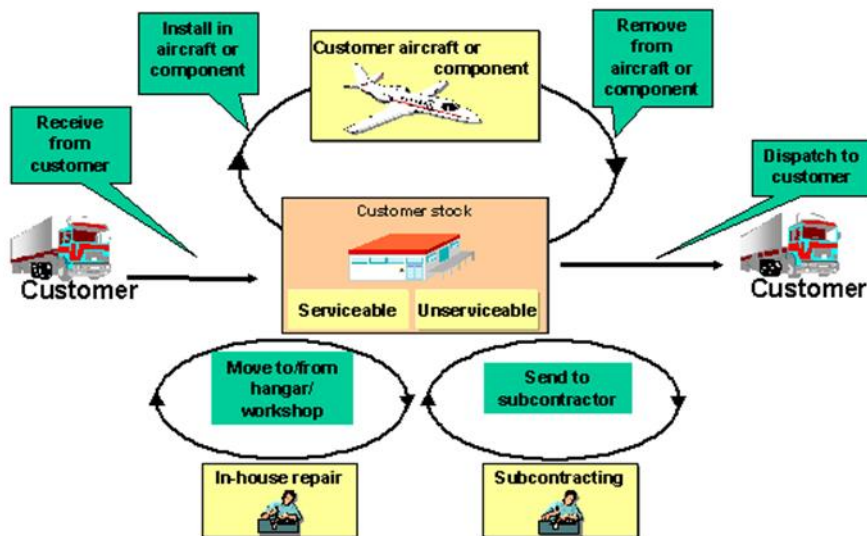 Install in
aircraft or
component
Customer aircraft or
component
Remove
from
aircraft or
component
Receive
from
customer
Dispatch to
customer
Customer stock
Customer
Customer
Serviceable
Unserviceable
Move to/from
hangar/
workshop
Send to
subcontractor
In-house repair
Subcontracting